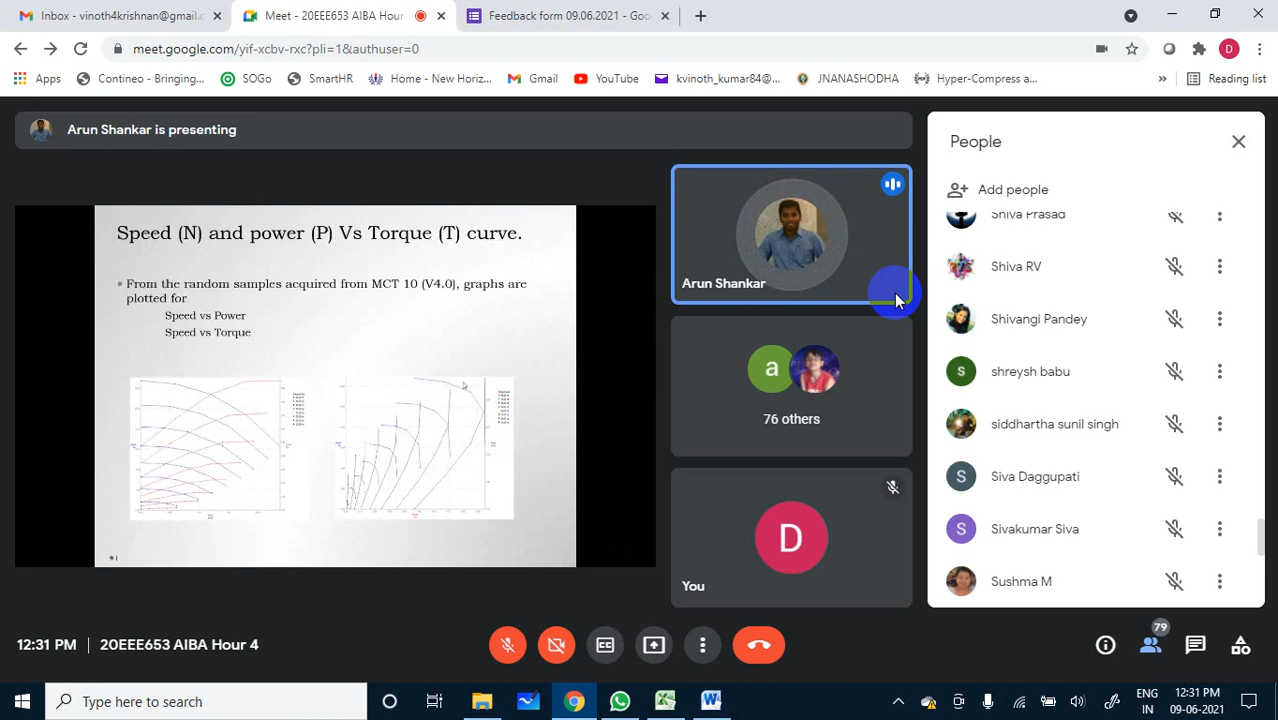 Inbox - vinoth4krishnan@gmail.c
Meet - 20EEE653 AIBA Hour
Feedback form 09.06.2021 - Goo
meet.google.com/yif-xcbv-rxc?pli=1&authuser=0
D
Apps
Contineo - Bringing...
SOGo
SmartHR
Home - New Horiz...
Gmail
YouTube
kvinoth_kumar84@...
JNANASHODHA
Hyper-Compress a...
»
Reading list
Arun Shankar is presenting
Speed (N) and power (P) Vs Torque (T) curve.
From the random samples acquired from MCT 10 (V4.0), graphs are
plotted for
Speed vs Power
Speed vs Torque
9 |
Arun Shankar
a
76 others
D
You
People
Add people
Shiva Prasad
Shiva RV
Shivangi Pandey
s
shreysh babu
siddhartha sunil singh
S
Siva Daggupati
S
Sivakumar Siva
Sushma M
12:31 PM | 20EEE653 AIBA Hour 4
CC
79
Type here to search
ENG
IN
12:31 PM
09-06-2021